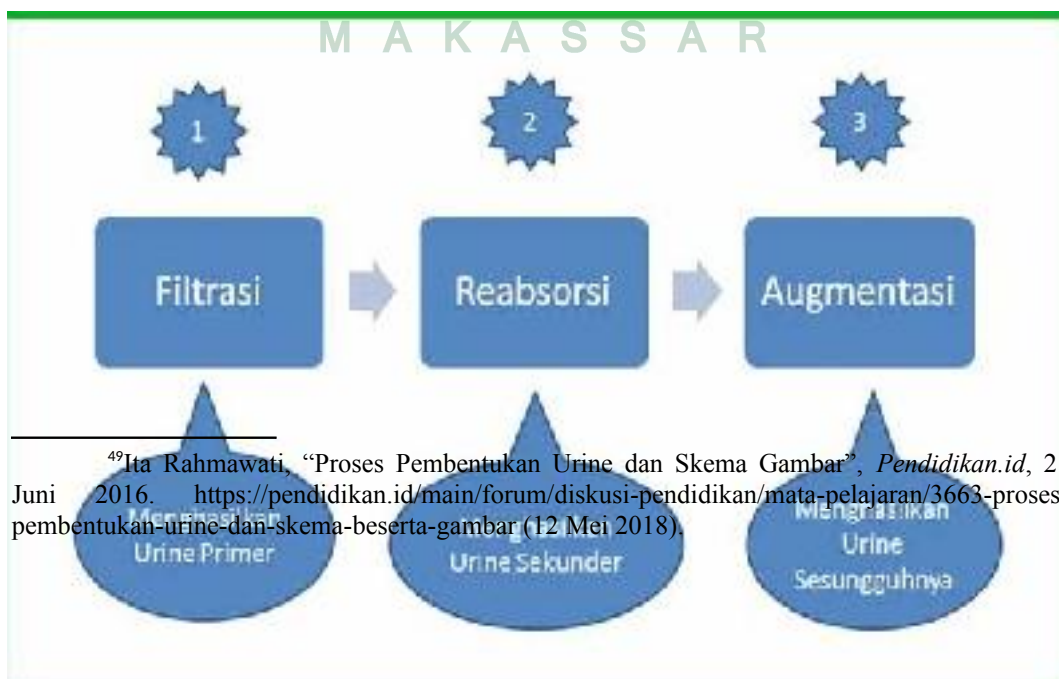 MAKASSAR
1
2
3
Filtrasi
Reabsorsi
Augmentasi
49Ita Rahmawati, “Proses Pembentukan Urine dan Skema Gambar”, Pendidikan.id, 2
Juni 2016. https://pendidikan.id/main/forum/diskusi-pendidikan/mata-pelajaran/3663-proses
pembentukan-urine-dan-skema-beserta-gambar (12 Mei 2018).
Menghasilkan
Urine Primer
Urine Sekunder
Menghasilkan
Urine
Sesungguhnya